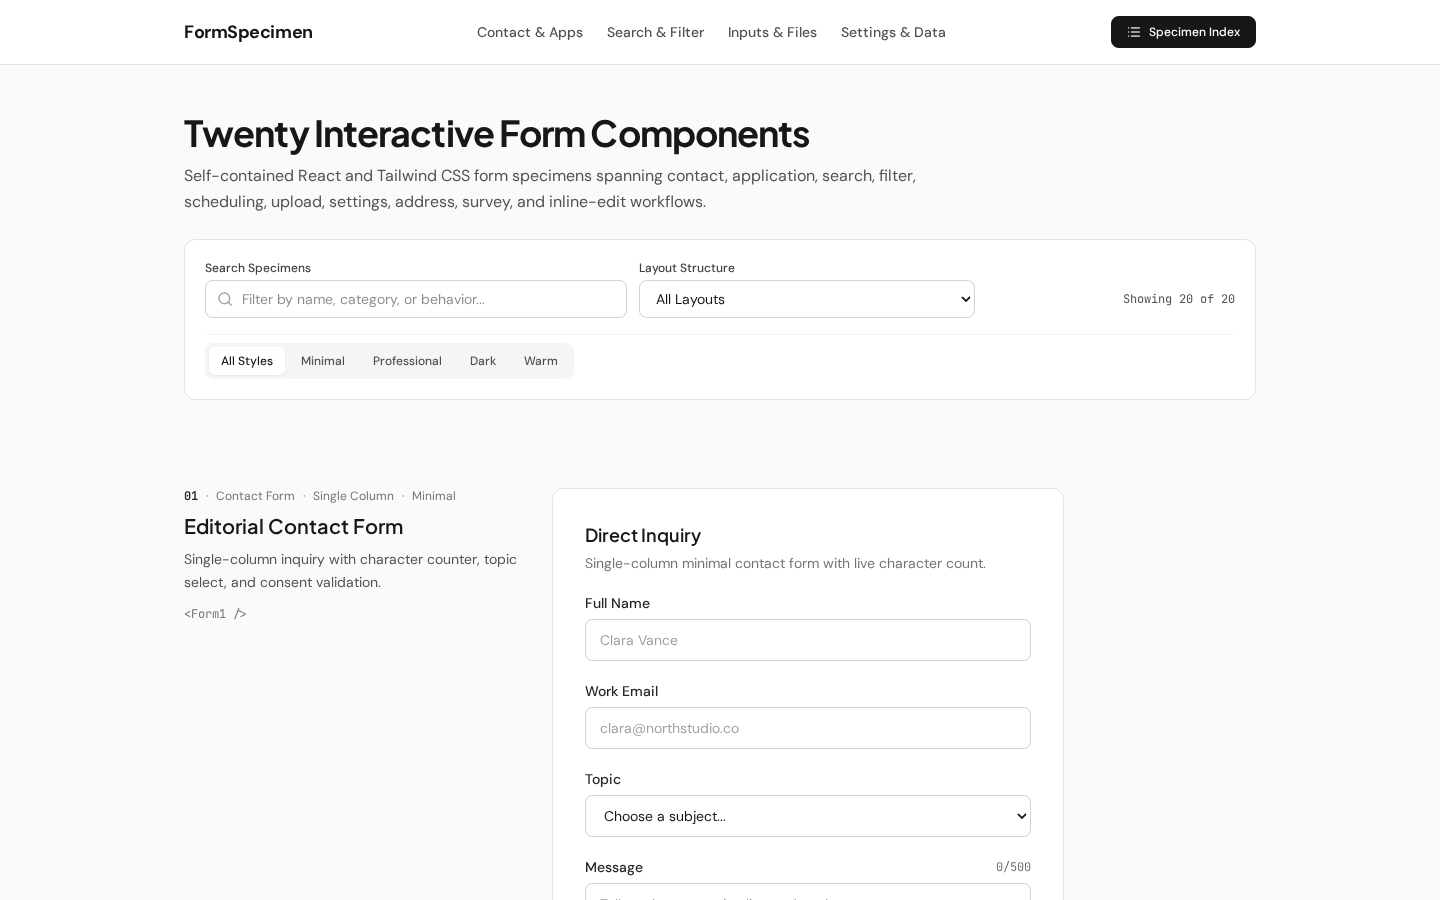 FormSpecimen
Contact & Apps
Search & Filter
Inputs & Files
Settings & Data
Specimen Index
Twenty Interactive Form Components
Self-contained React and Tailwind CSS form specimens spanning contact, application, search, filter,
scheduling, upload, settings, address, survey, and inline-edit workflows.
Search Specimens
Layout Structure
Filter by name, category, or behavior...
All Layouts
Showing 20 of 20
All Styles
Minimal
Professional
Dark
Warm
01 · Contact Form · Single Column · Minimal
Editorial Contact Form
Single-column inquiry with character counter, topic
select, and consent validation.
<Form1 />
Direct Inquiry
Single-column minimal contact form with live character count.
Full Name
Clara Vance
Work Email
clara@northstudio.co
Topic
Choose a subject...
Message
0/500